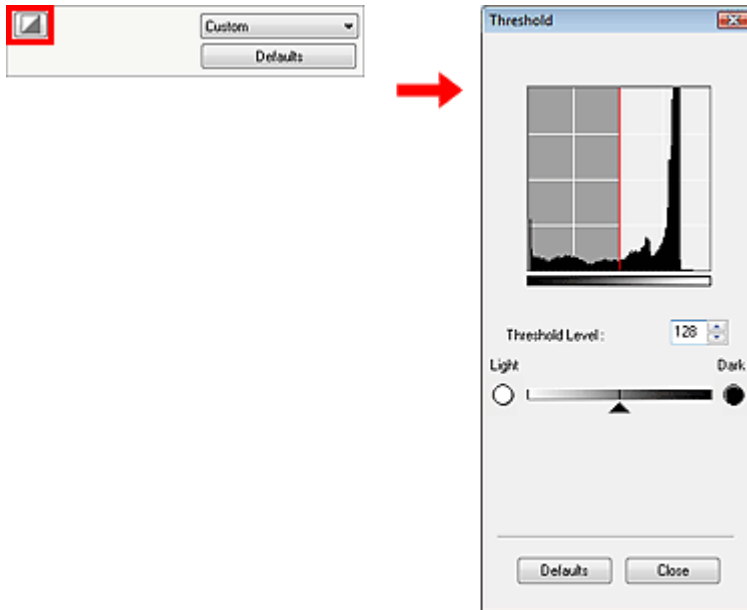 Custom
Defaults
Threshold
Threshold Level :
128
Light
Dark
Defaults
Close